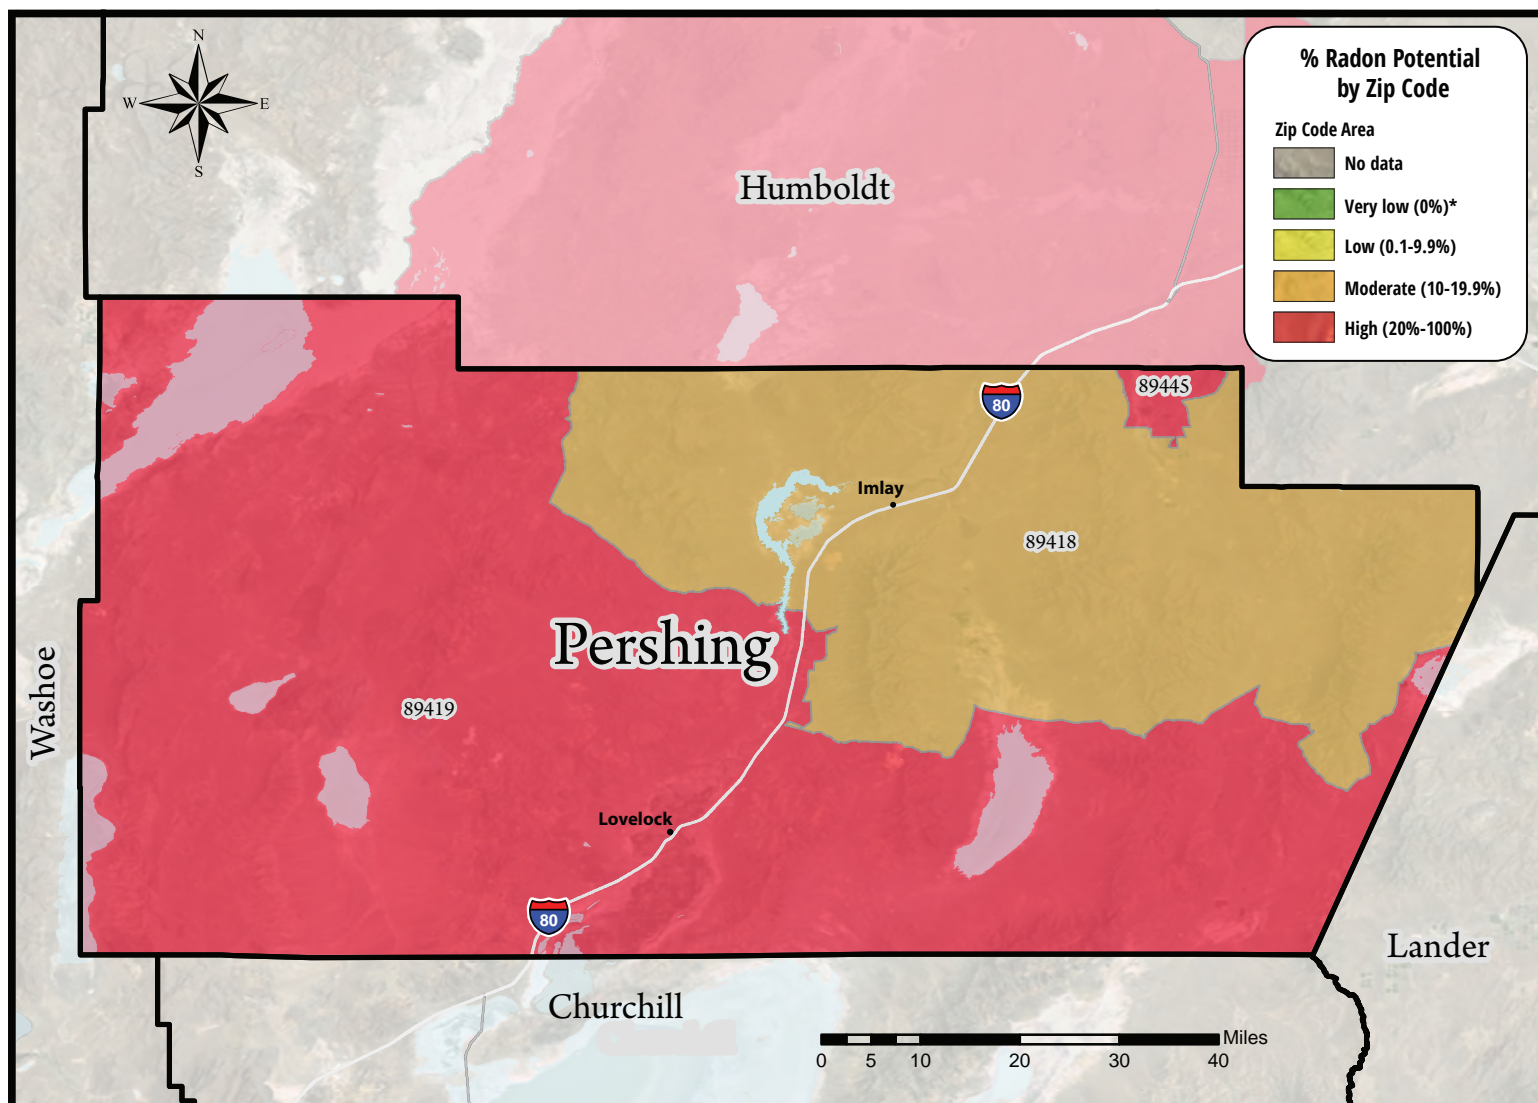 N
W
E
S
% Radon Potential
by Zip Code
Zip Code Area
No data
Very low (0%)*
Low (0.1-9.9%)
Moderate (10-19.9%)
High (20%-100%)
Humboldt
89445
80
Imlay
89418
Pershing
Washoe
89419
Lovelock
80
Lander
Churchill
Miles
0 5 10 20 30 40